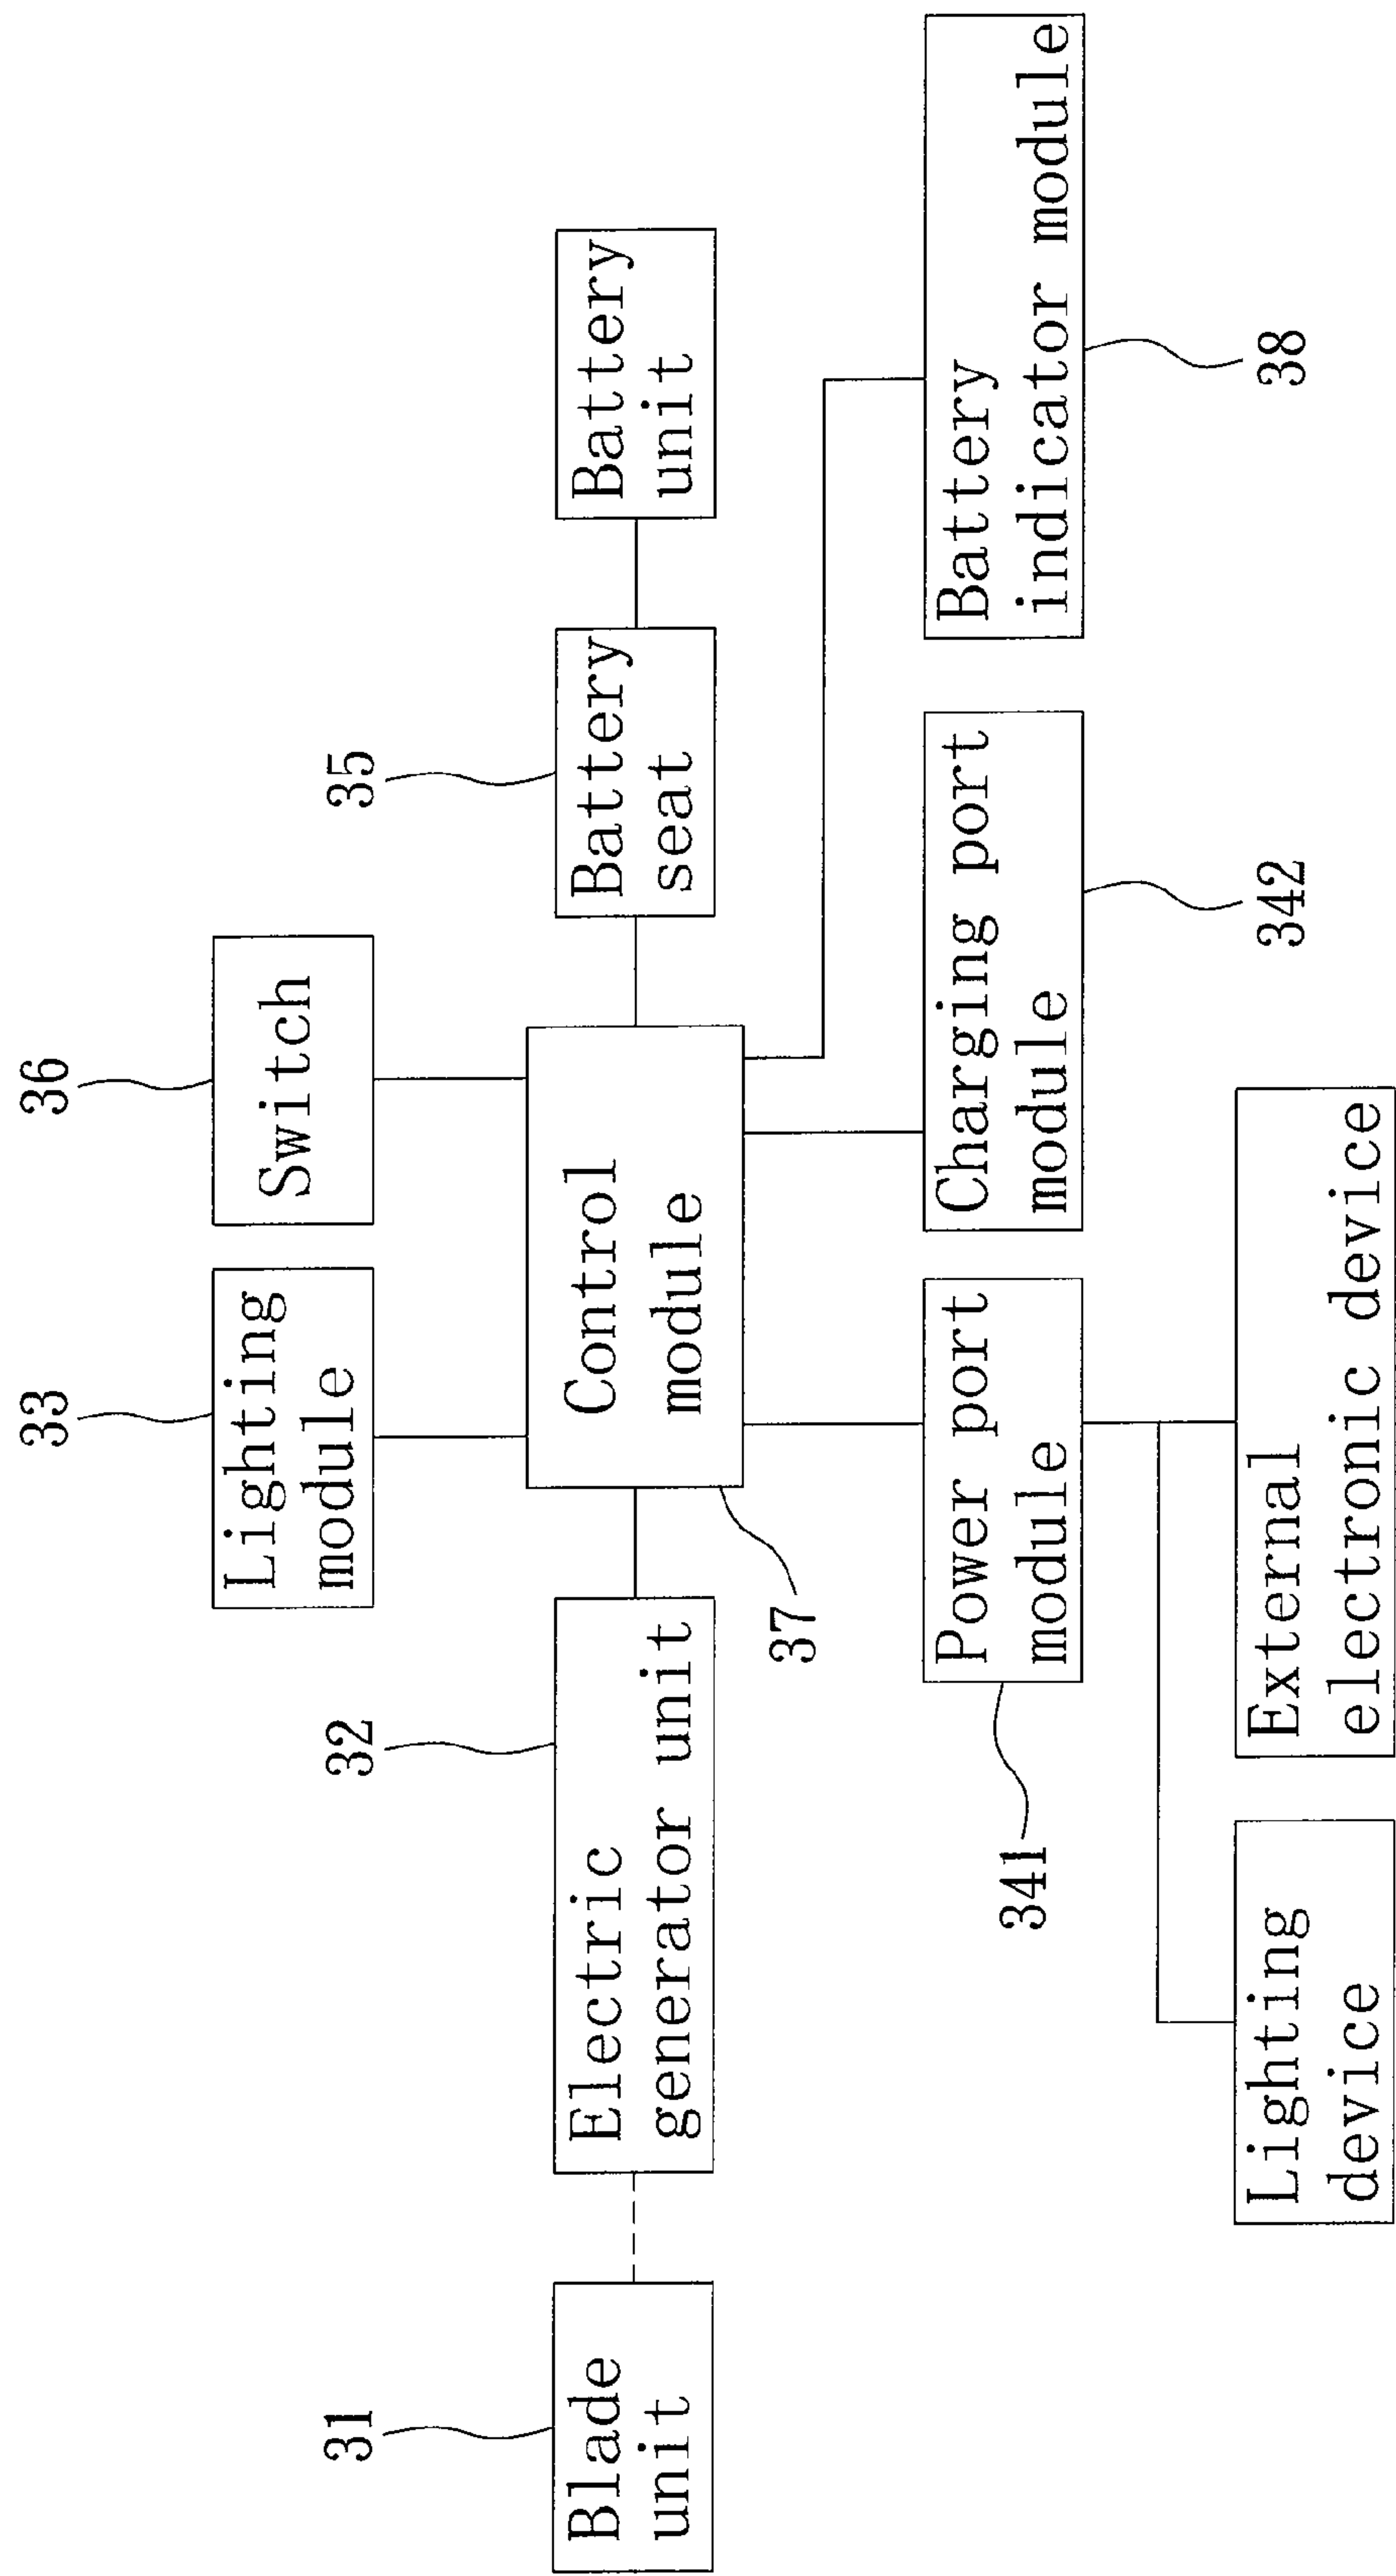 33
36
Lighting
module
Switch
31
32
35
Blade
unit
Electric
generator unit
Control
module
Battery
seat
Battery
unit
37
341
Power port
module
Charging port
module
Battery
indicator module
342
38
Lighting
device
External
electronic device